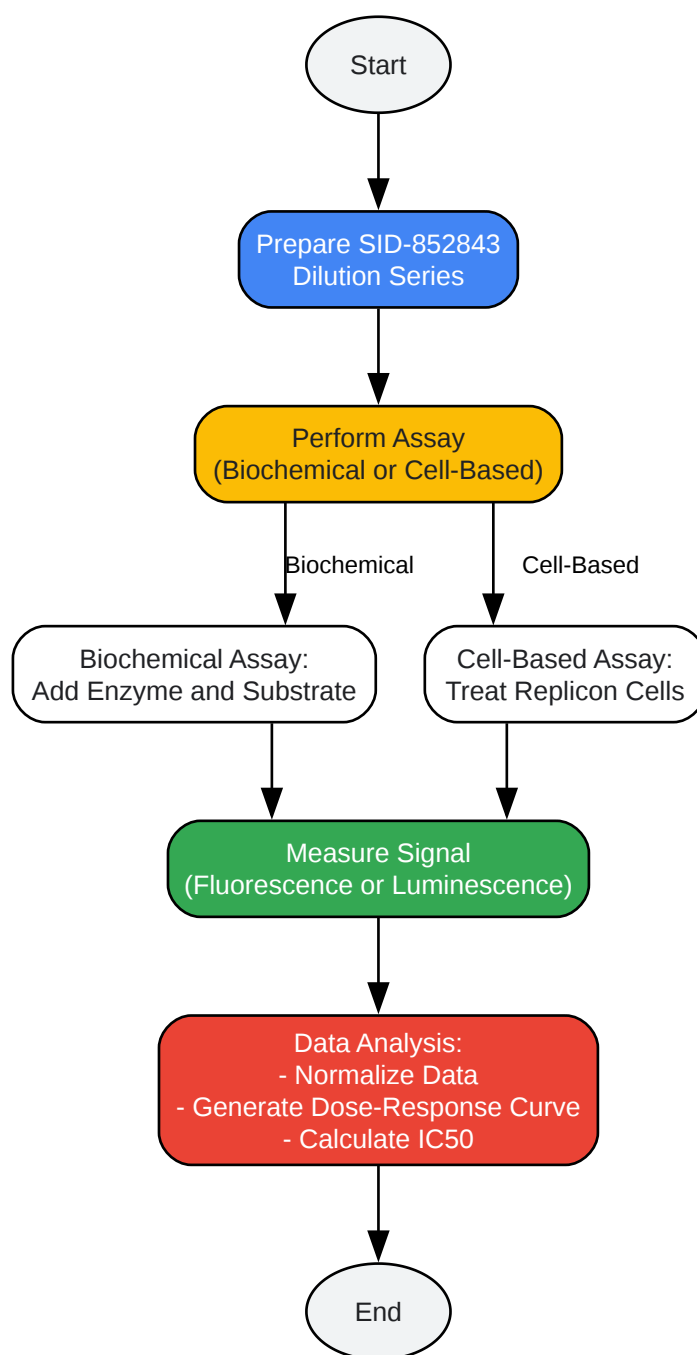 Start
Prepare SID-852843
Dilution Series
Perform Assay
(Biochemical or Cell-Based)
Biochemical
Cell-Based
Biochemical Assay:
Add Enzyme and Substrate
Cell-Based Assay:
Treat Replicon Cells
Measure Signal
(Fluorescence or Luminescence)
Data Analysis:
- Normalize Data
- Generate Dose-Response Curve
- Calculate IC50
End